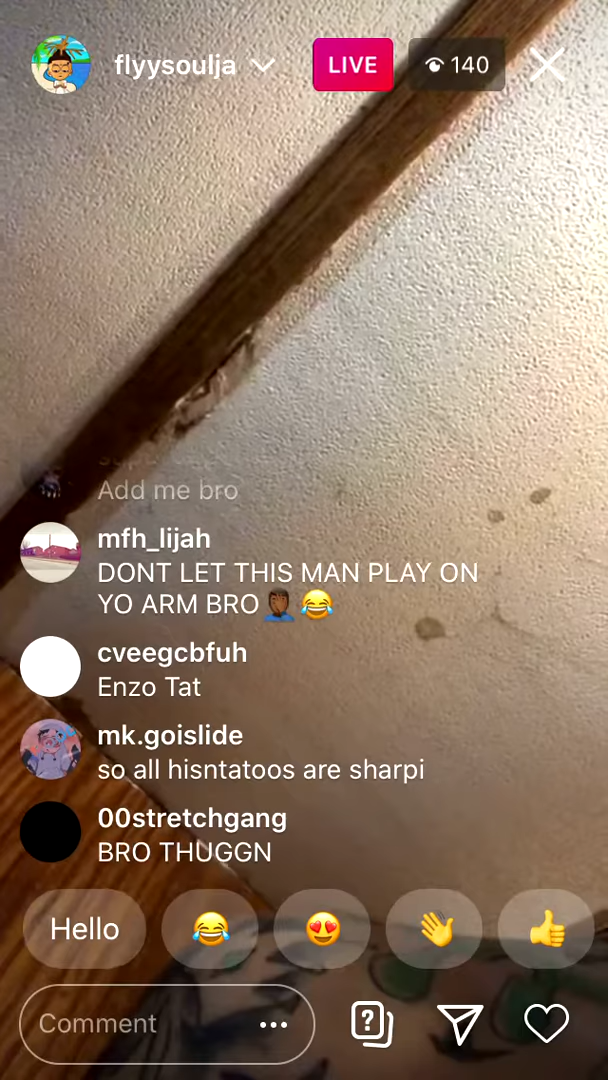 flyysoulja
LIVE
140
Add me bro
mfh_lijah
DONT LET THIS MAN PLAY ON
YO ARM BRO🤦🏾‍♂️😂
cveegcbfuh
Enzo Tat
mk.goislide
so all hisntatoos are sharpi
00stretchgang
BRO THUGGN
Hello
Comment